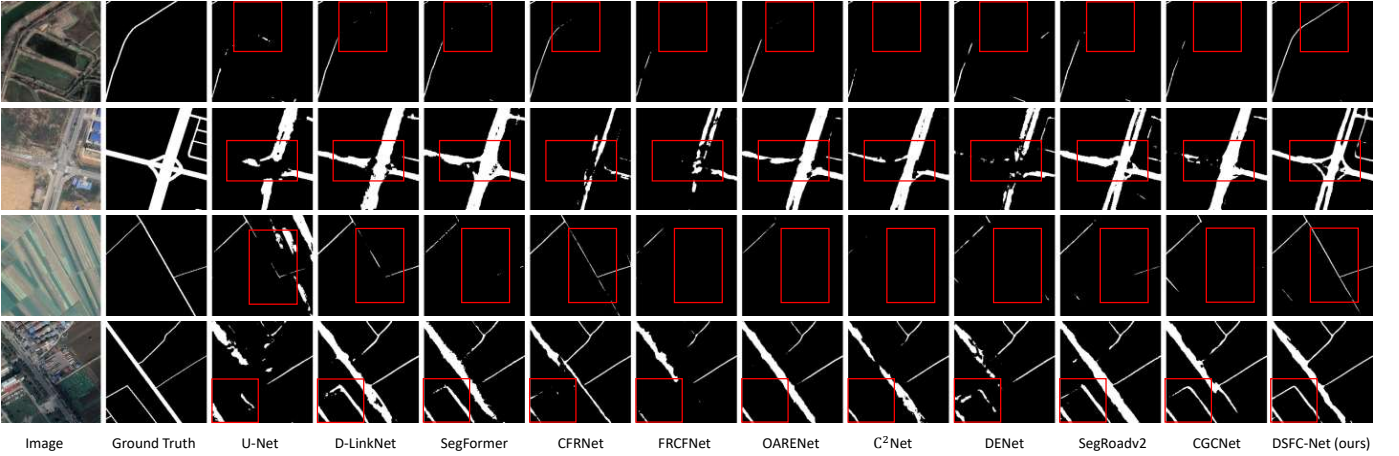 Image Ground Truth U-Net D-LinkNet SegFormer CFRNet FRCFNet OARENet C²Net DENet SegRoadv2 CGCNet DSFC-Net (ours)